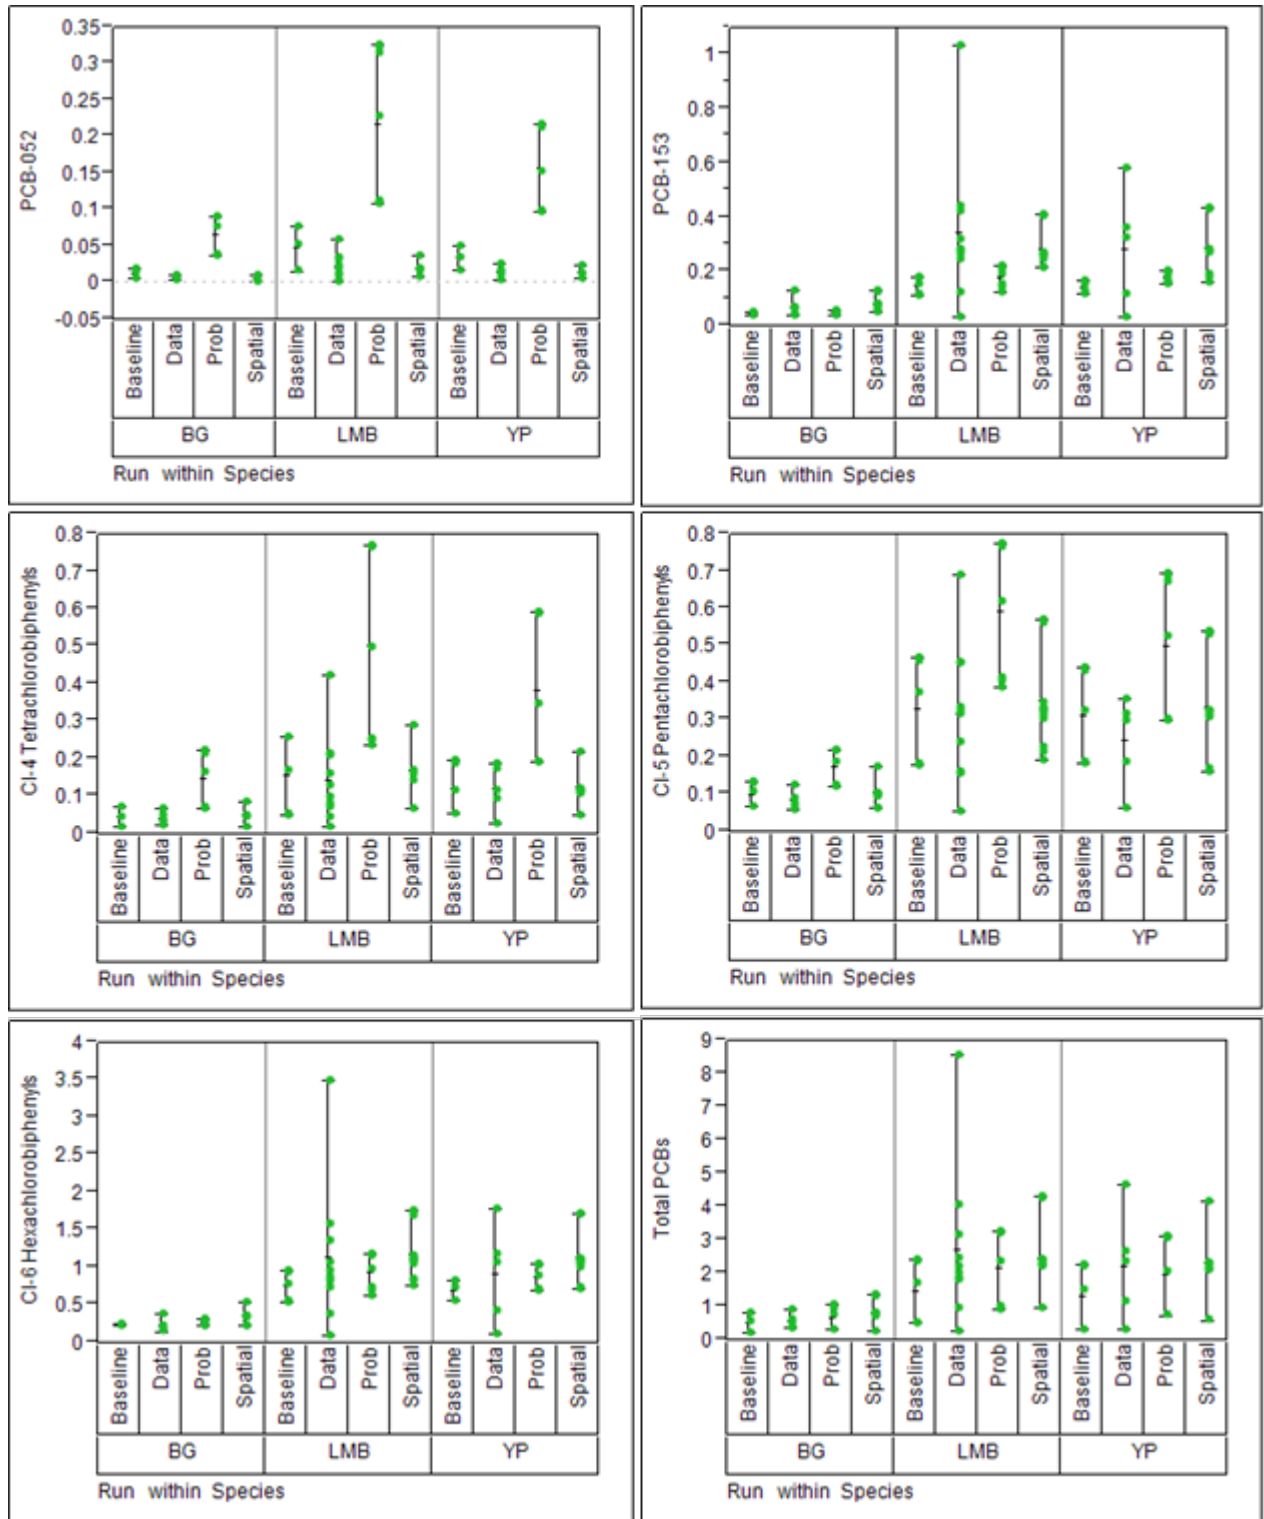 PCB-052
0.35
0.3
0.25
0.2
0.15
0.1
0.05
0
-0.05
Baseline Data Prob Spatial Baseline Data Prob Spatial Baseline Data Prob Spatial
BG LMB YP
Run within Species
PCB-153
1
0.8
0.6
0.4
0.2
0
Baseline Data Prob Spatial Baseline Data Prob Spatial Baseline Data Prob Spatial
BG LMB YP
Run within Species
Cl-4 Tetrachlorobiphenyls
0.8
0.7
0.6
0.5
0.4
0.3
0.2
0.1
0
Baseline Data Prob Spatial Baseline Data Prob Spatial Baseline Data Prob Spatial
BG LMB YP
Run within Species
Cl-5 Pentachlorobiphenyls
0.8
0.7
0.6
0.5
0.4
0.3
0.2
0.1
0
Baseline Data Prob Spatial Baseline Data Prob Spatial Baseline Data Prob Spatial
BG LMB YP
Run within Species
Cl-6 Hexachlorobiphenyls
4
3.5
3
2.5
2
1.5
1
0.5
0
Baseline Data Prob Spatial Baseline Data Prob Spatial Baseline Data Prob Spatial
BG LMB YP
Run within Species
Total PCBs
9
8
7
6
5
4
3
2
1
0
Baseline Data Prob Spatial Baseline Data Prob Spatial Baseline Data Prob Spatial
BG LMB YP
Run within Species